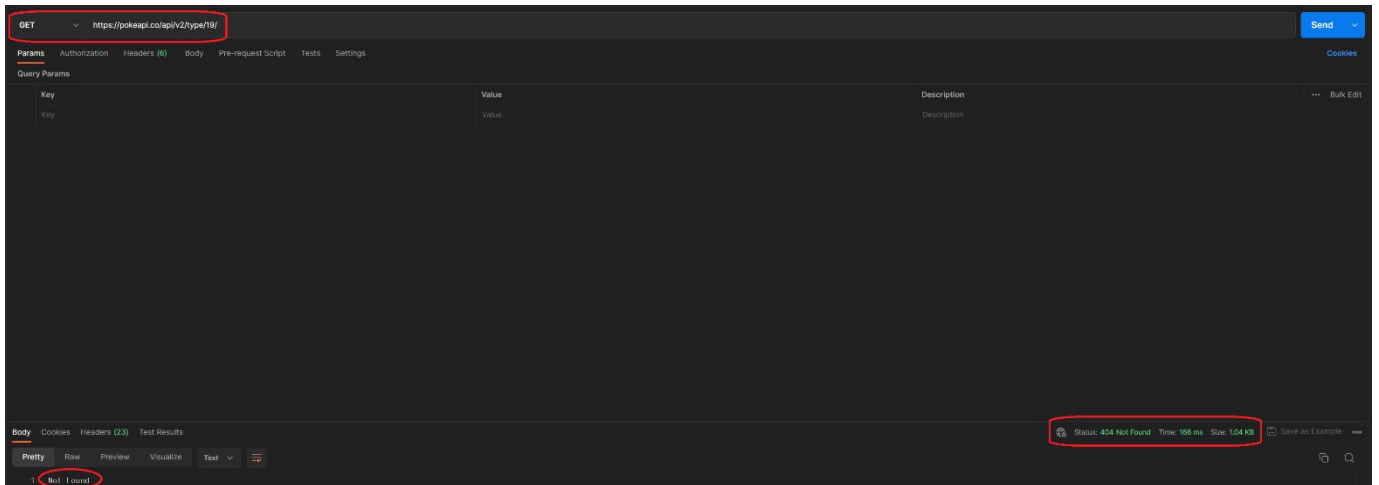 GET https://pokeapi.co/api/v2/type/19/ Send
Params Authorization Headers (6) Body Pre-request Script Tests Settings Cookies
Query Params
Key Value Description ••• Bulk Edit
Key Value Description
Body Cookies Headers (23) Test Results Status: 404 Not Found Time: 166 ms Size: 1.04 KB Save as Example •••
Pretty Raw Preview Visualize Text
1 Not Found